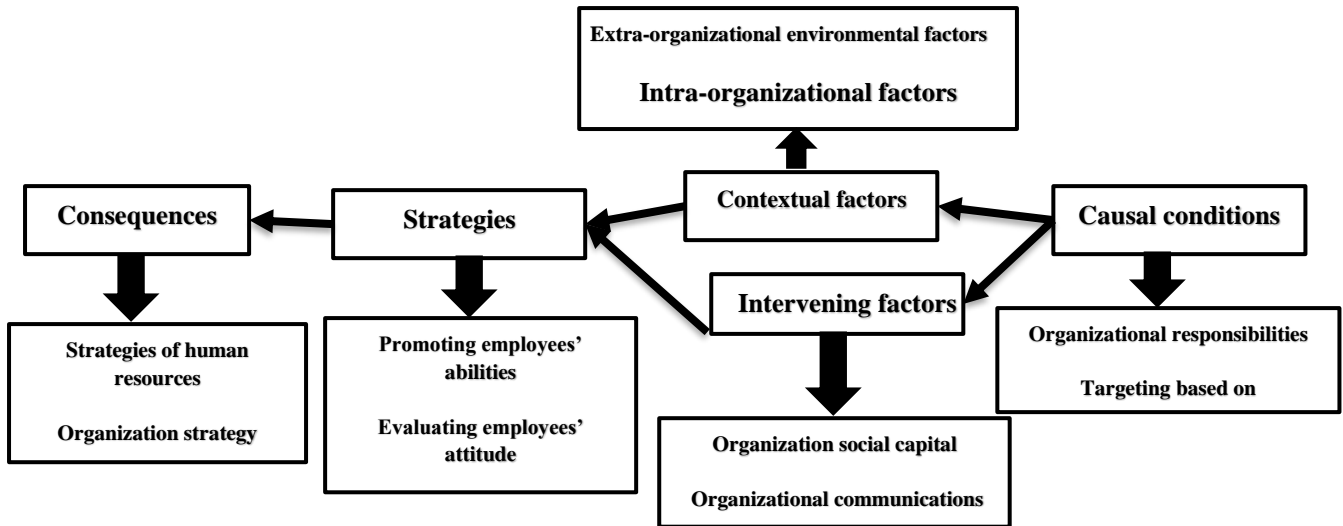 Extra-organizational environmental factors
Intra-organizational factors
Consequences
Strategies
Contextual factors
Causal conditions
Intervening factors
Strategies of human
resources
Organization strategy
Promoting employees’
abilities
Evaluating employees’
attitude
Organization social capital
Organizational communications
Organizational responsibilities
Targeting based on